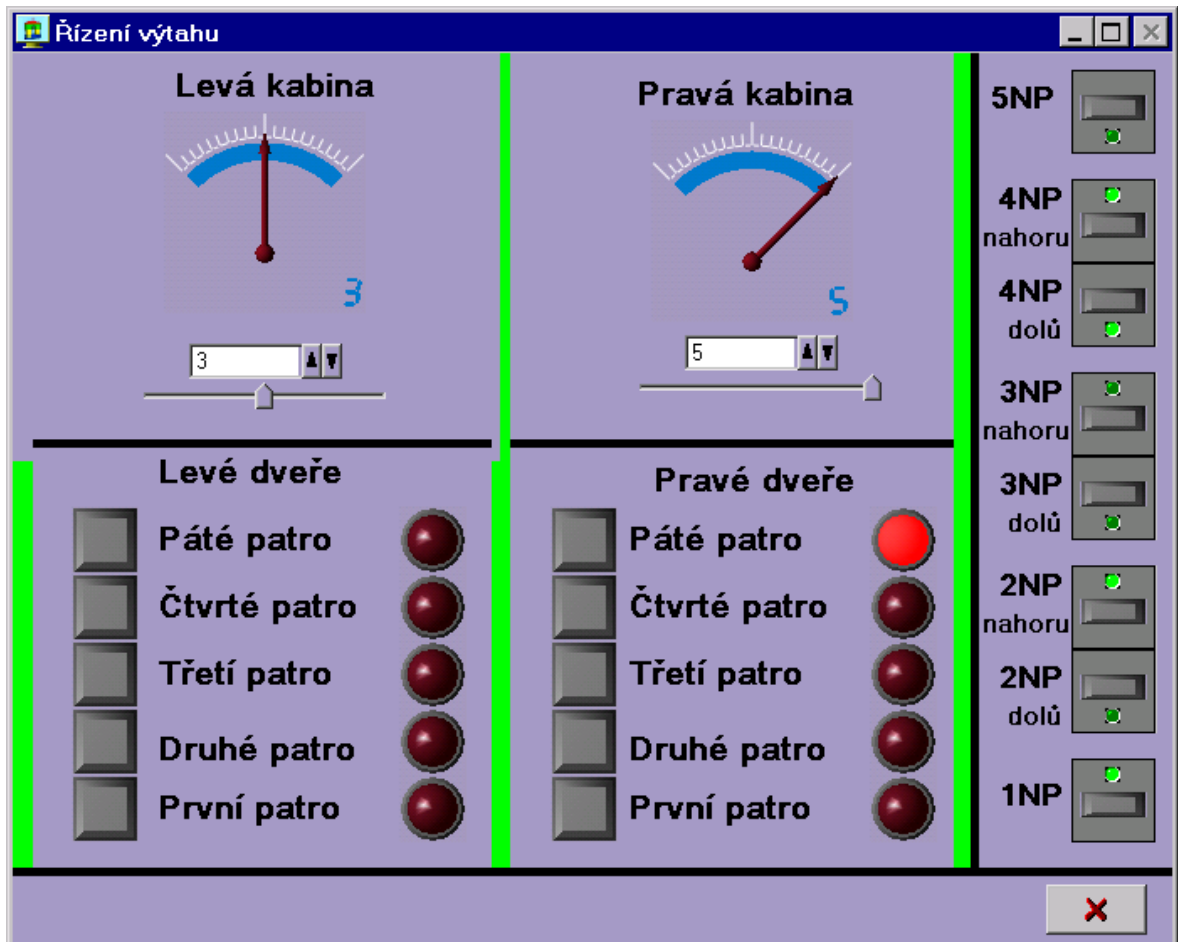 Řízení výtahu
Levá kabina
3
3
Pravá kabina
5
5
Levé dveře
Páté patro
Čtvrté patro
Třetí patro
Druhé patro
První patro
Pravé dveře
Páté patro
Čtvrté patro
Třetí patro
Druhé patro
První patro
5NP
4NP
nahoru
4NP
dolů
3NP
nahoru
3NP
dolů
2NP
nahoru
2NP
dolů
1NP